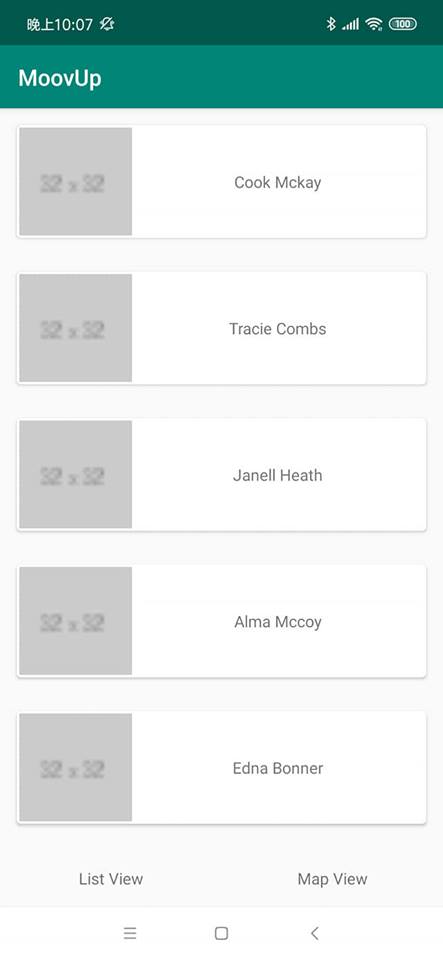 晚上10:07
100
MoovUp
32 x 32
Cook Mckay
32 x 32
Tracie Combs
32 x 32
Janell Heath
32 x 32
Alma Mccoy
32 x 32
Edna Bonner
List View
Map View